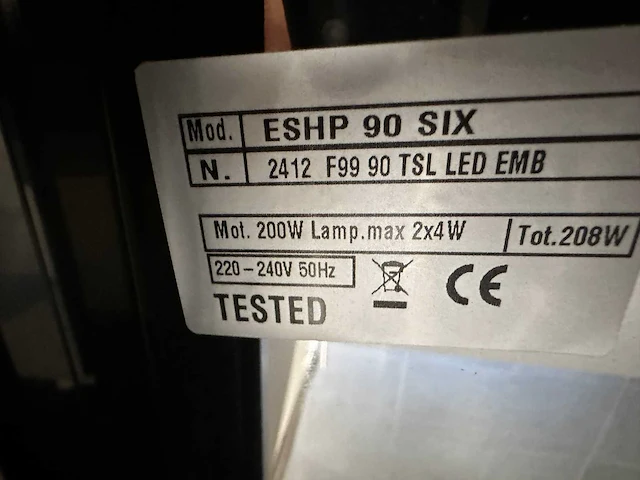 Mod. ESHP 90 SIX
N. 2412 F99 90 TSL LED EMB
Mot. 200W Lamp.max 2x4W Tot.208W
220-240V 50Hz
TESTED CE